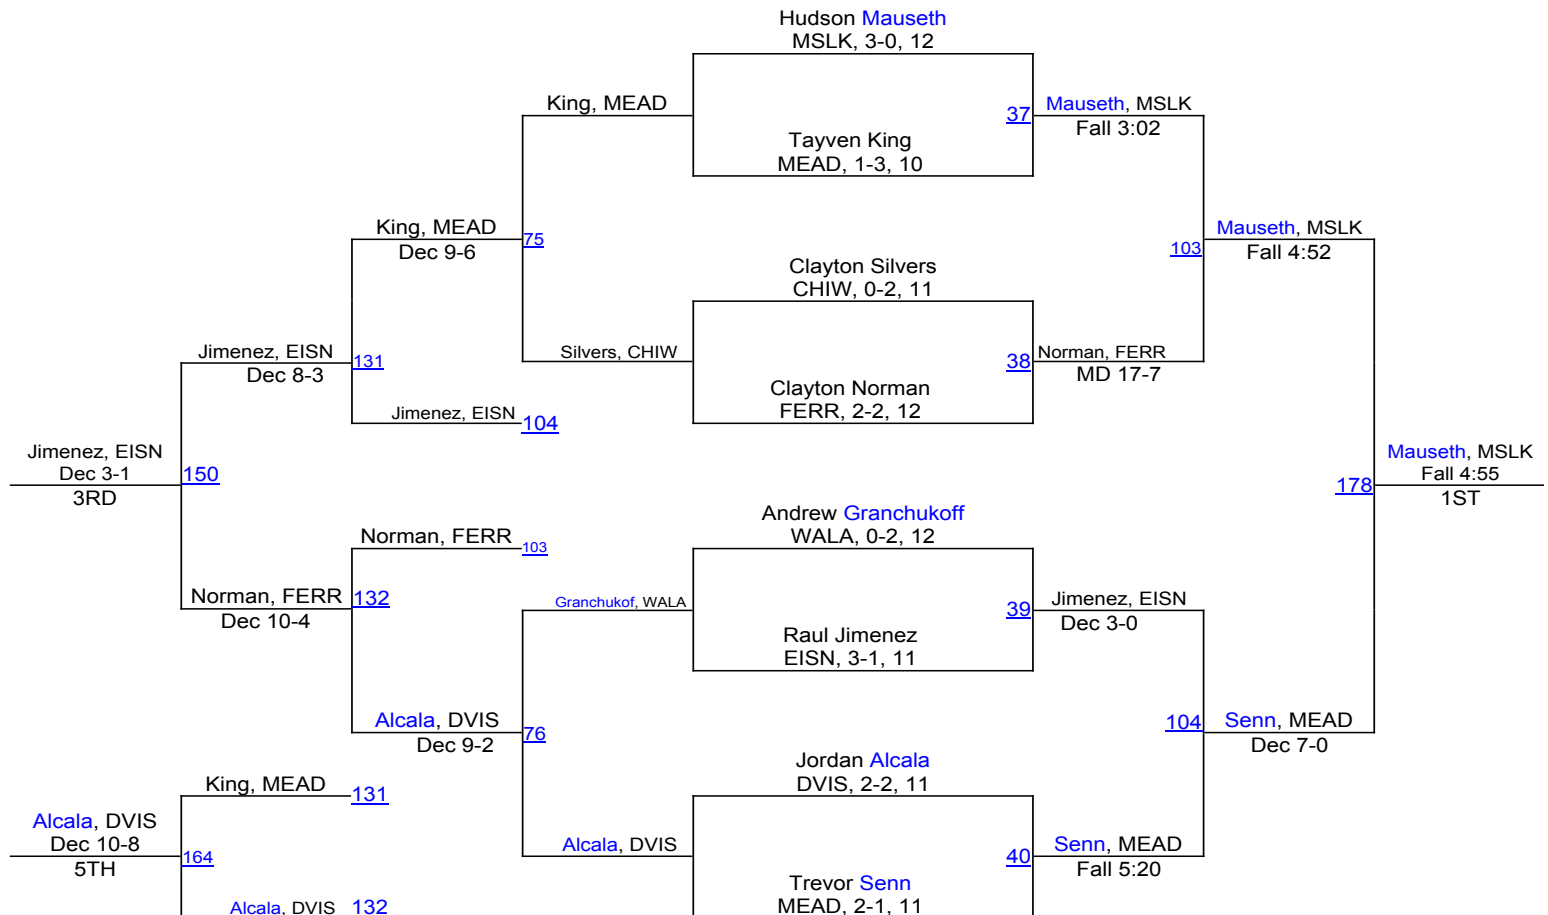 Hudson Mauseth
MSLK, 3-0, 12
King, MEAD
37
Mauseth, MSLK
Fall 3:02
Tayven King
MEAD, 1-3, 10
King, MEAD
Dec 9-6
75
Mauseth, MSLK
Fall 4:52
103
Clayton Silvers
CHIW, 0-2, 11
Jimenez, EISN
Dec 8-3
131
Silvers, CHIW
38
Norman, FERR
MD 17-7
Clayton Norman
FERR, 2-2, 12
Jimenez, EISN
104
Jimenez, EISN
Dec 3-1
3RD
150
178
Mauseth, MSLK
Fall 4:55
1ST
Andrew Granchukoff
WALA, 0-2, 12
Norman, FERR
103
Norman, FERR
Dec 10-4
132
Granchukof, WALA
39
Jimenez, EISN
Dec 3-0
Raul Jimenez
EISN, 3-1, 11
Alcala, DVIS
Dec 9-2
76
104
Senn, MEAD
Dec 7-0
Jordan Alcala
DVIS, 2-2, 11
King, MEAD
131
Alcala, DVIS
Dec 10-8
5TH
164
Alcala, DVIS
40
Senn, MEAD
Fall 5:20
Trevor Senn
MEAD, 2-1, 11
Alcala, DVIS
132